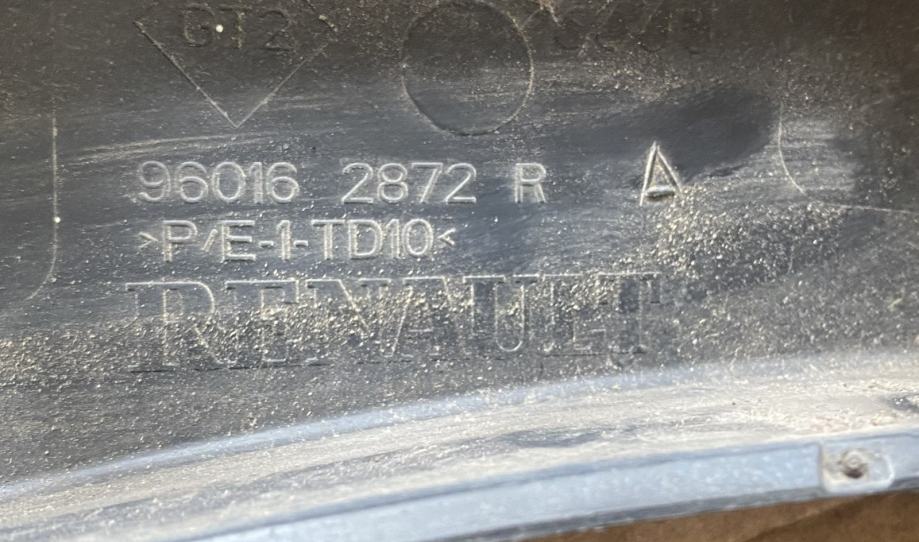 GT2
96016 2872 R
>P/E-1-TD10<
RENAULT